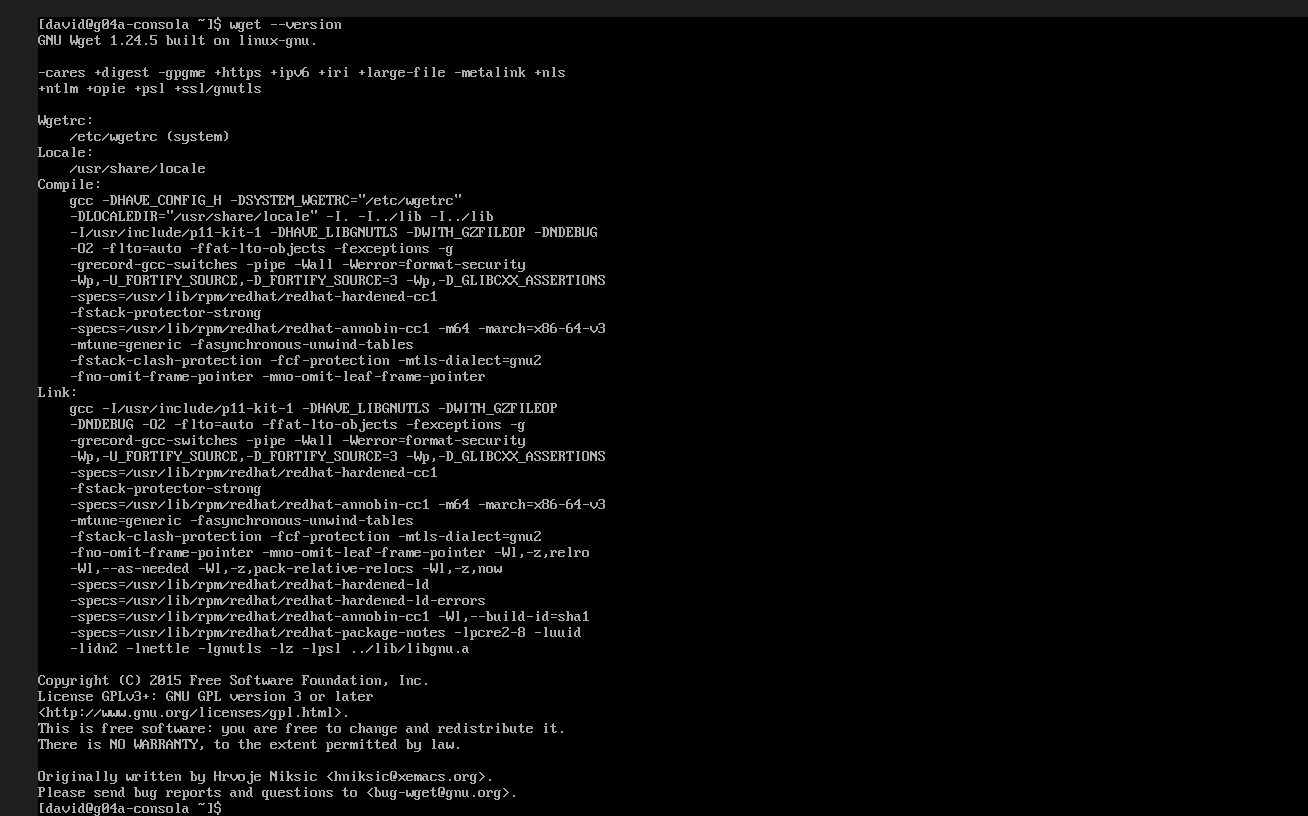 [david@g04a-consola ~]$ wget --version
GNU Wget 1.24.5 built on linux-gnu.

-cares +digest -gpgme +https +ipv6 +iri +large-file -metalink +nls
+ntlm +opie +psl +ssl/gnutls

Wgetrc:
    /etc/wgetrc (system)
Locale:
    /usr/share/locale
Compile:
    gcc -DHAVE_CONFIG_H -DSYSTEM_WGETRC="/etc/wgetrc"
    -DLOCALEDIR="/usr/share/locale" -I. -I../lib -I../lib
    -I/usr/include/p11-kit-1 -DHAVE_LIBGNUTLS -DWITH_GZFILEOP -DNDEBUG
    -O2 -flto=auto -ffat-lto-objects -fexceptions -g
    -grecord-gcc-switches -pipe -Wall -Werror=format-security
    -Wp,-U_FORTIFY_SOURCE,-D_FORTIFY_SOURCE=3 -Wp,-D_GLIBCXX_ASSERTIONS
    -specs=/usr/lib/rpm/redhat/redhat-hardened-cc1
    -fstack-protector-strong
    -specs=/usr/lib/rpm/redhat/redhat-annobin-cc1 -m64 -march=x86-64-v3
    -mtune=generic -fasynchronous-unwind-tables
    -fstack-clash-protection -fcf-protection -mtls-dialect=gnu2
    -fno-omit-frame-pointer -mno-omit-leaf-frame-pointer
Link:
    gcc -I/usr/include/p11-kit-1 -DHAVE_LIBGNUTLS -DWITH_GZFILEOP
    -DNDEBUG -O2 -flto=auto -ffat-lto-objects -fexceptions -g
    -grecord-gcc-switches -pipe -Wall -Werror=format-security
    -Wp,-U_FORTIFY_SOURCE,-D_FORTIFY_SOURCE=3 -Wp,-D_GLIBCXX_ASSERTIONS
    -specs=/usr/lib/rpm/redhat/redhat-hardened-cc1
    -fstack-protector-strong
    -specs=/usr/lib/rpm/redhat/redhat-annobin-cc1 -m64 -march=x86-64-v3
    -mtune=generic -fasynchronous-unwind-tables
    -fstack-clash-protection -fcf-protection -mtls-dialect=gnu2
    -fno-omit-frame-pointer -mno-omit-leaf-frame-pointer -Wl,-z,relro
    -Wl,--as-needed -Wl,-z,pack-relative-relocs -Wl,-z,now
    -specs=/usr/lib/rpm/redhat/redhat-hardened-ld
    -specs=/usr/lib/rpm/redhat/redhat-hardened-ld-errors
    -specs=/usr/lib/rpm/redhat/redhat-annobin-cc1 -Wl,--build-id=sha1
    -specs=/usr/lib/rpm/redhat/redhat-package-notes -lpcre2-8 -luuid
    -lidn2 -lnettle -lgnutls -lz -lpsl ../lib/libgnu.a

Copyright (C) 2015 Free Software Foundation, Inc.
License GPLv3+: GNU GPL version 3 or later
<http://www.gnu.org/licenses/gpl.html>.
This is free software: you are free to change and redistribute it.
There is NO WARRANTY, to the extent permitted by law.

Originally written by Hrvoje Niksic <hniksic@xemacs.org>.
Please send bug reports and questions to <bug-wget@gnu.org>.
[david@g04a-consola ~]$